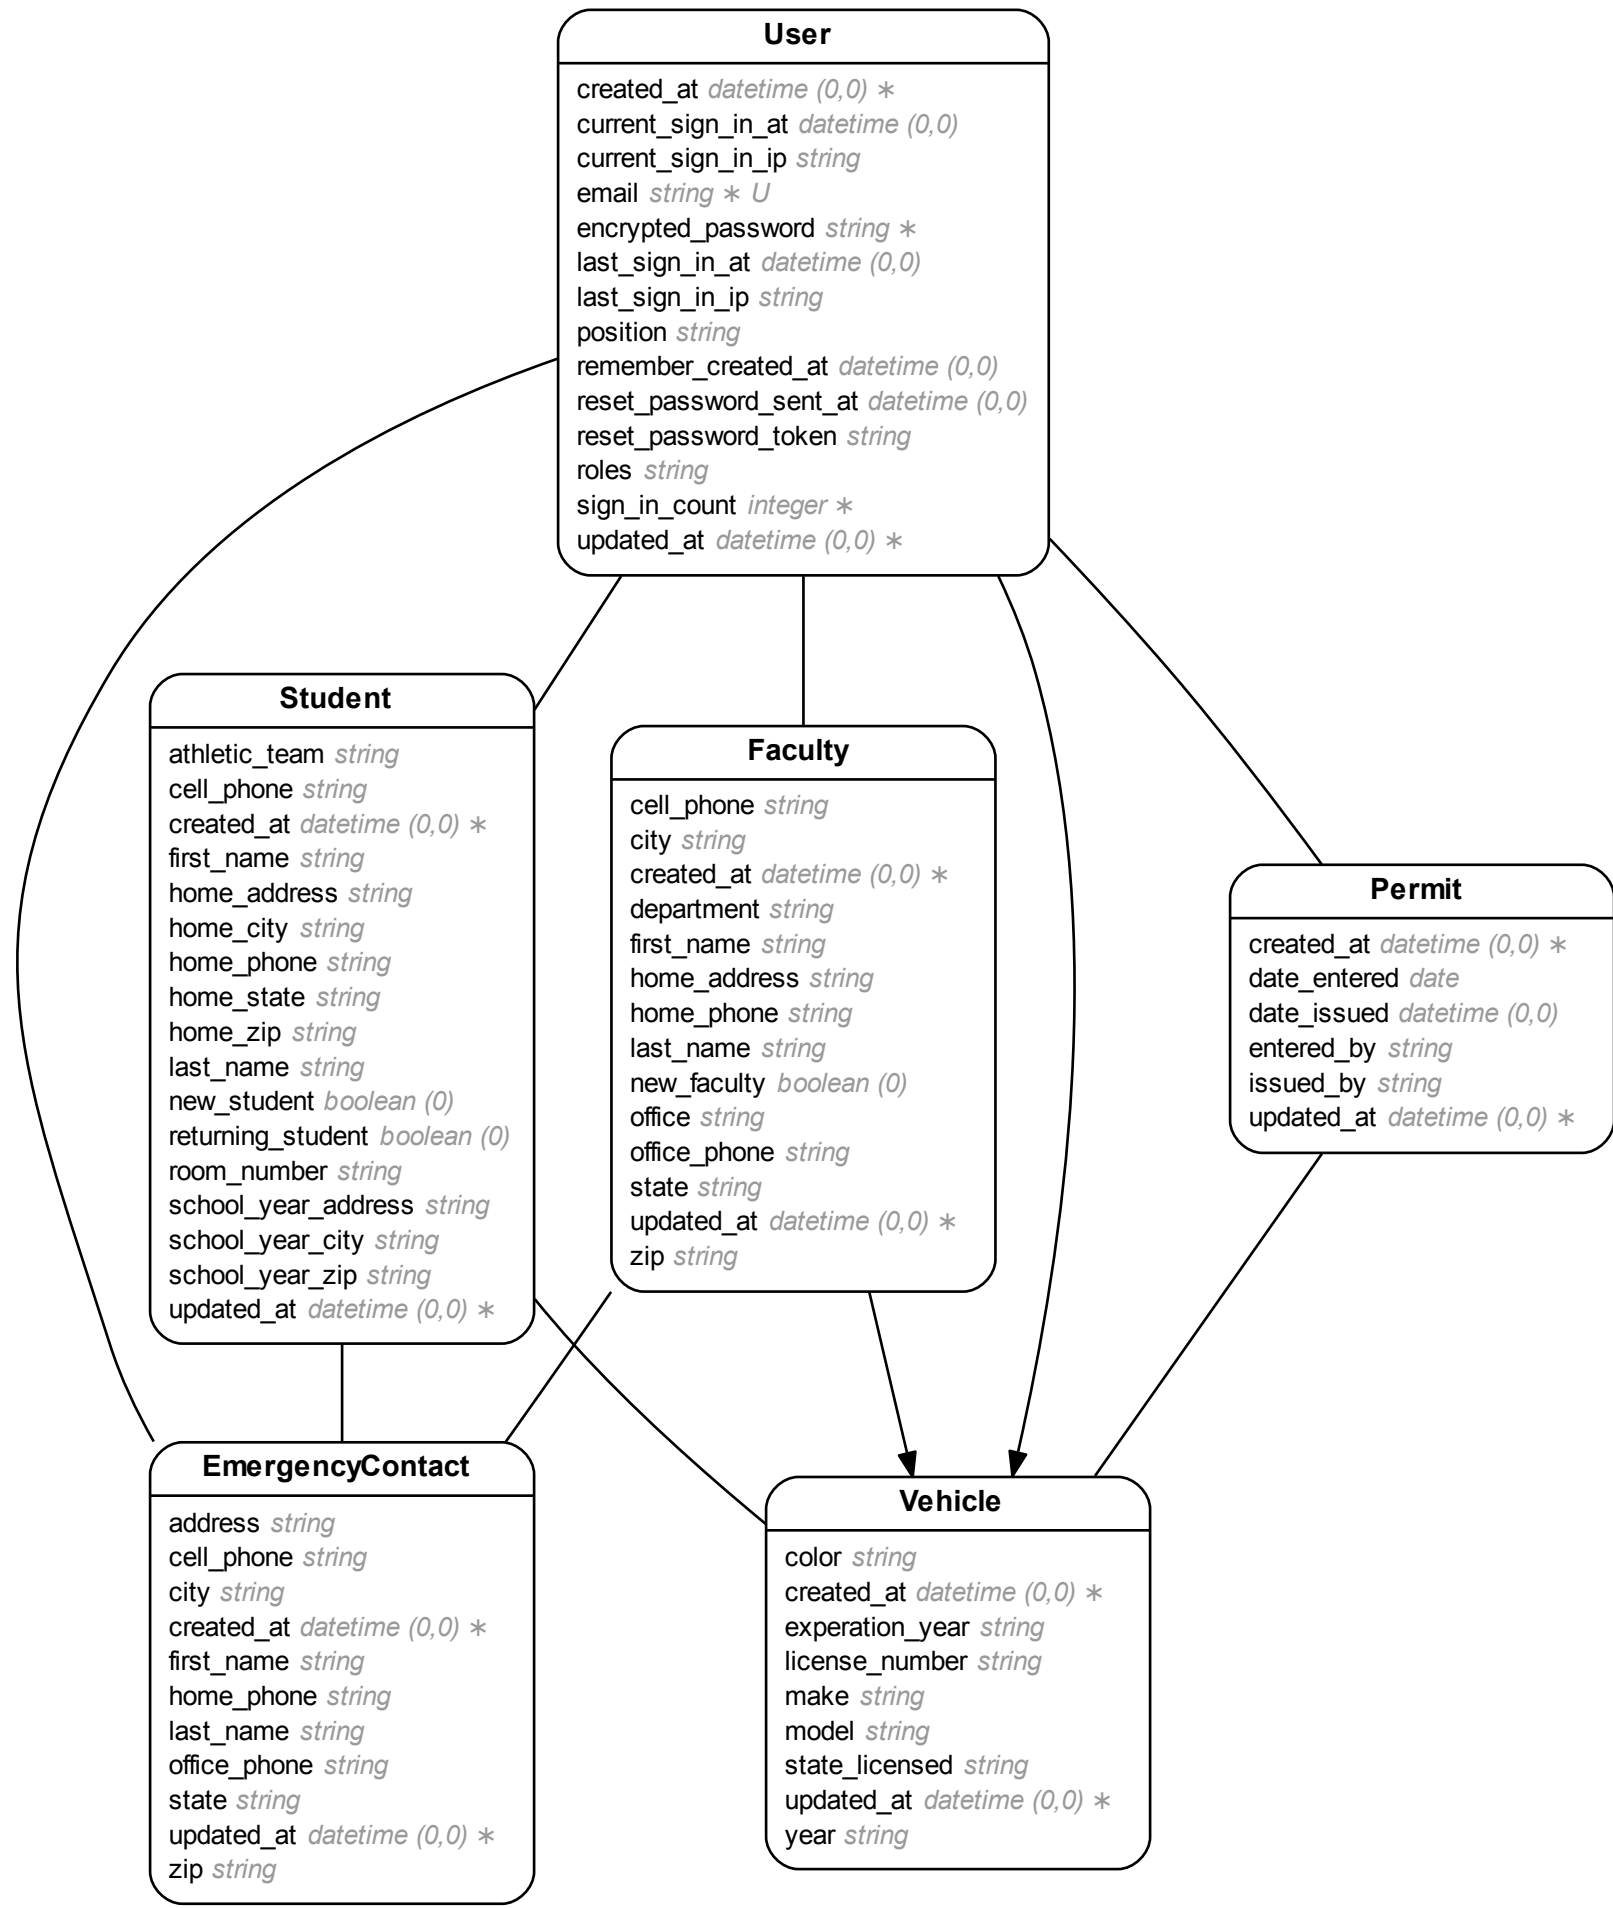 User
created_at datetime (0,0) ∗
current_sign_in_at datetime (0,0)
current_sign_in_ip string
email string ∗ U
encrypted_password string ∗
last_sign_in_at datetime (0,0)
last_sign_in_ip string
position string
remember_created_at datetime (0,0)
reset_password_sent_at datetime (0,0)
reset_password_token string
roles string
sign_in_count integer ∗
updated_at datetime (0,0) ∗
Student
athletic_team string
cell_phone string
created_at datetime (0,0) ∗
first_name string
home_address string
home_city string
home_phone string
home_state string
home_zip string
last_name string
new_student boolean (0)
returning_student boolean (0)
room_number string
school_year_address string
school_year_city string
school_year_zip string
updated_at datetime (0,0) ∗
Faculty
cell_phone string
city string
created_at datetime (0,0) ∗
department string
first_name string
home_address string
home_phone string
last_name string
new_faculty boolean (0)
office string
office_phone string
state string
updated_at datetime (0,0) ∗
zip string
Permit
created_at datetime (0,0) ∗
date_entered date
date_issued datetime (0,0)
entered_by string
issued_by string
updated_at datetime (0,0) ∗
EmergencyContact
address string
cell_phone string
city string
created_at datetime (0,0) ∗
first_name string
home_phone string
last_name string
office_phone string
state string
updated_at datetime (0,0) ∗
zip string
Vehicle
color string
created_at datetime (0,0) ∗
experation_year string
license_number string
make string
model string
state_licensed string
updated_at datetime (0,0) ∗
year string